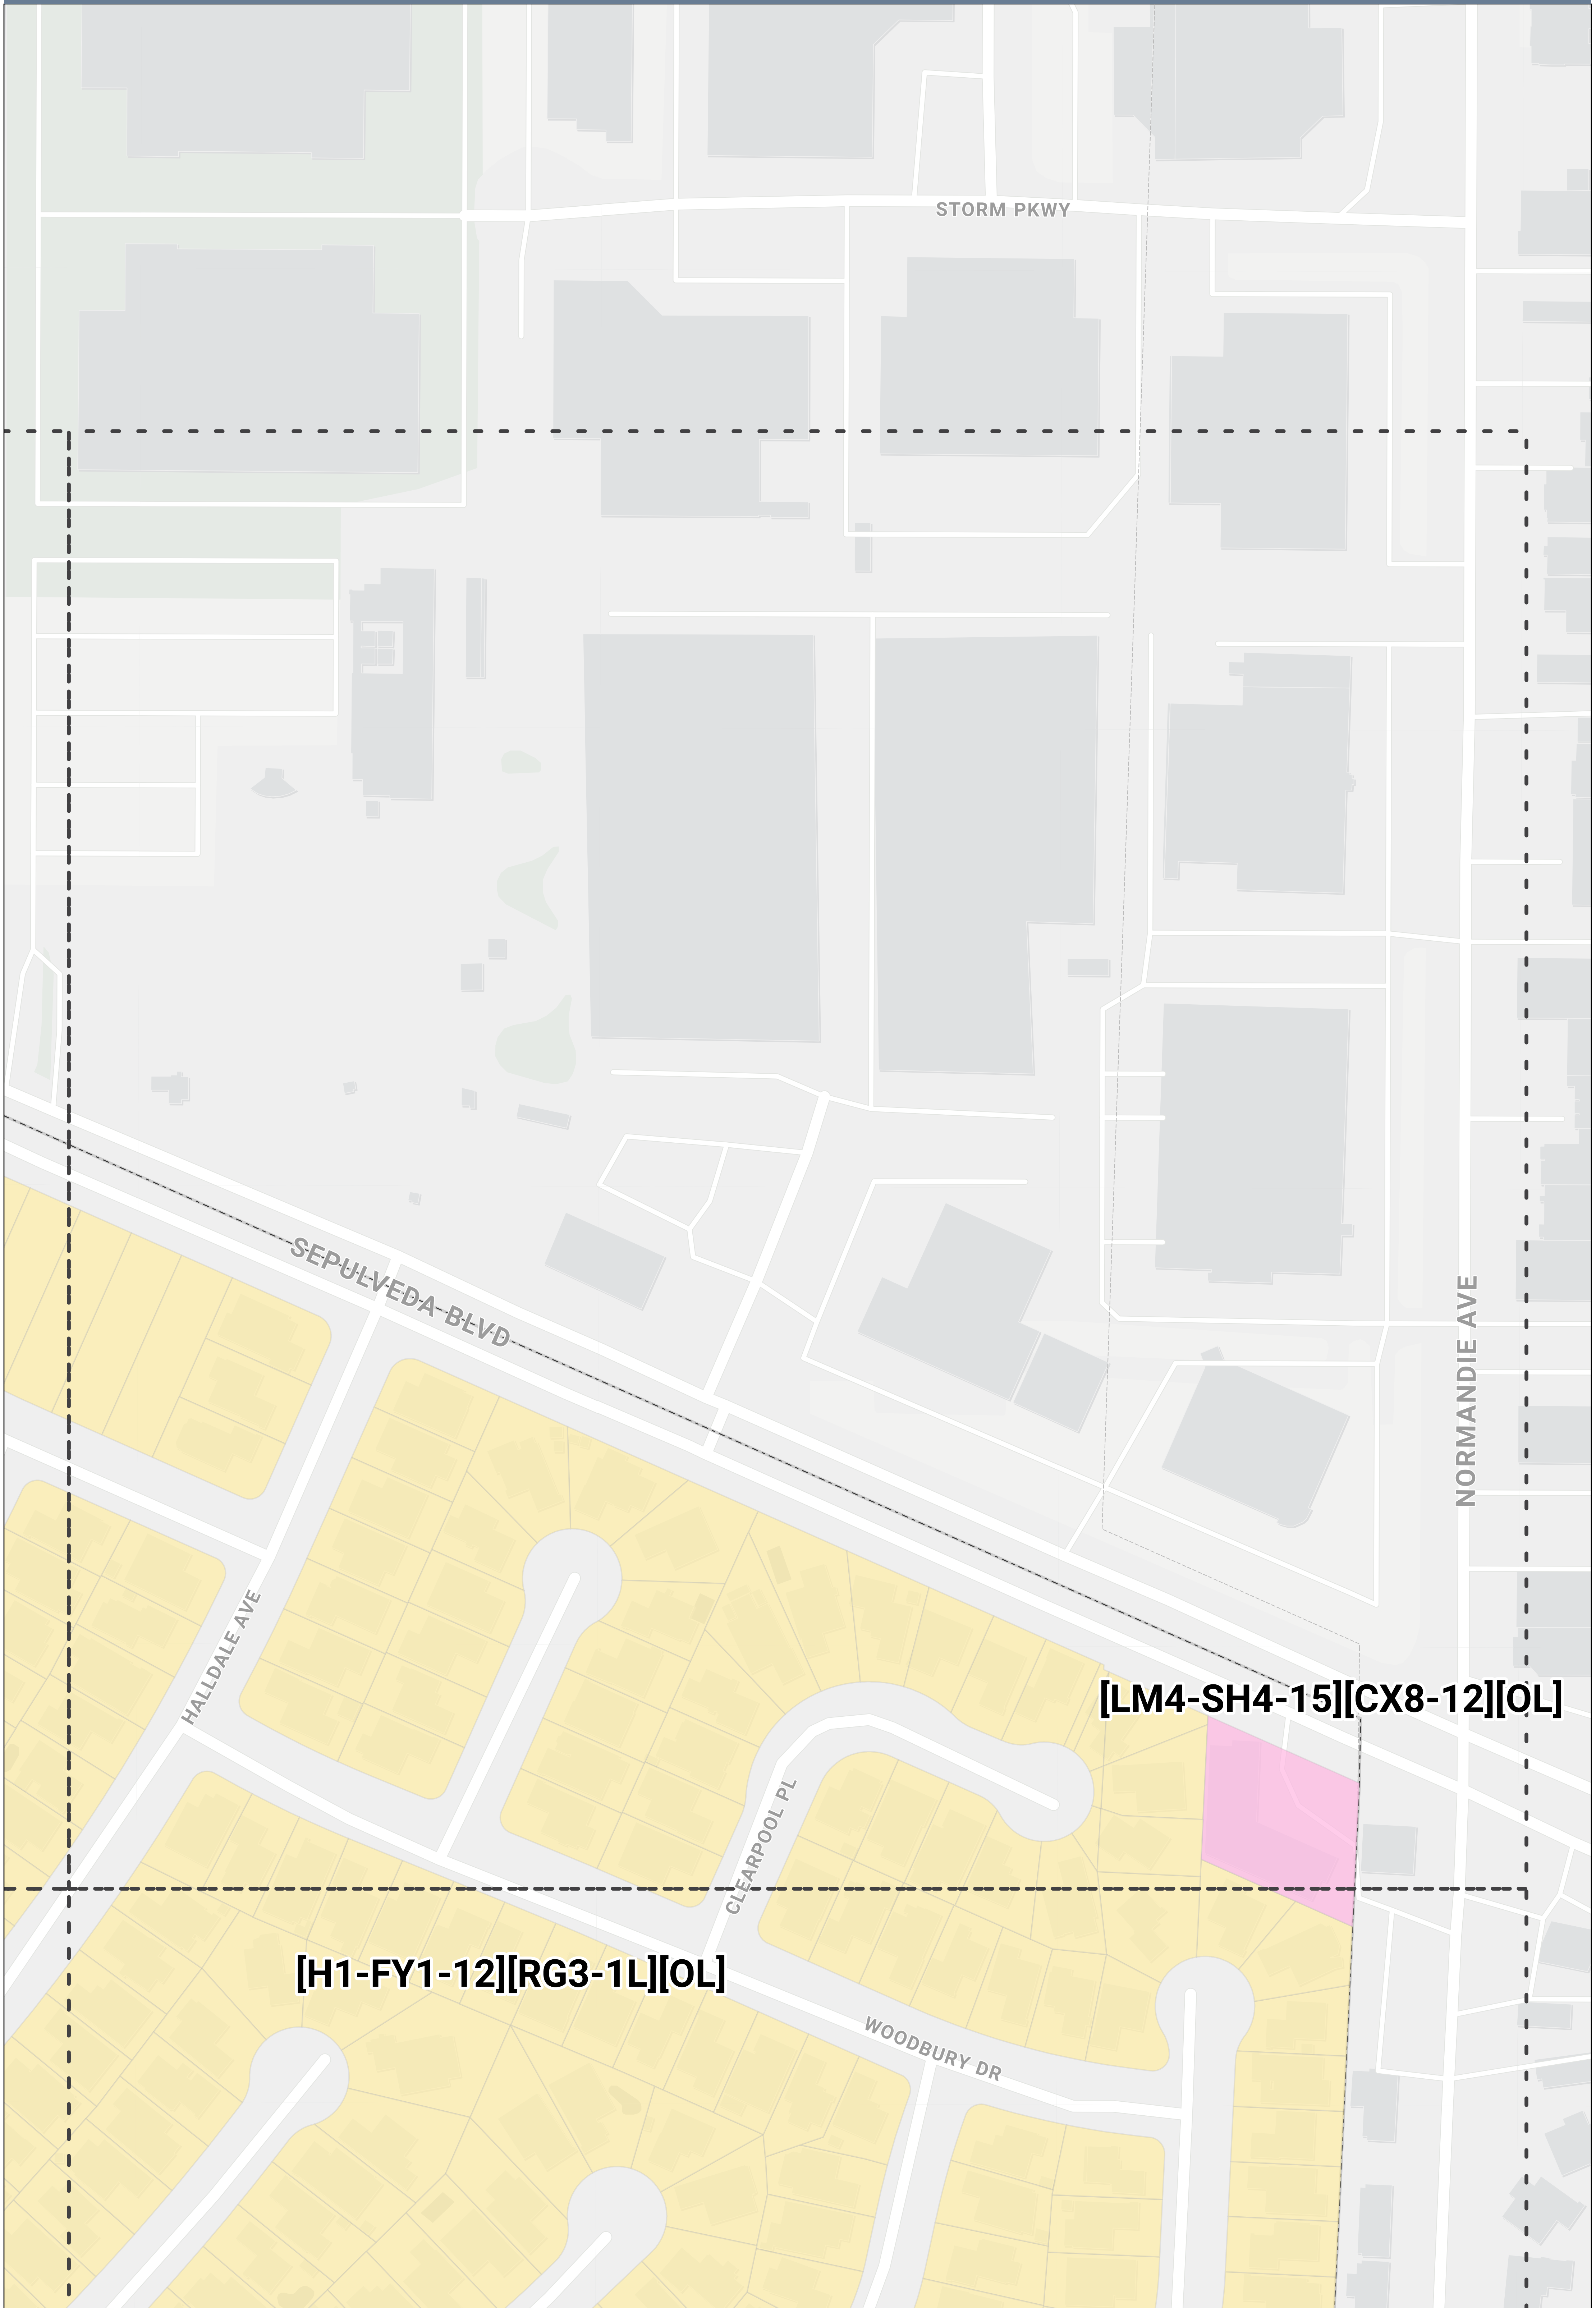 STORM PKWY
SEPULVEDA BLVD
NORMANDIE AVE
HALLDALE AVE
[LM4-SH4-15][CX8-12][OL]
CLEARPOOL PL
[H1-FY1-12][RG3-1L][OL]
WOODBURY DR